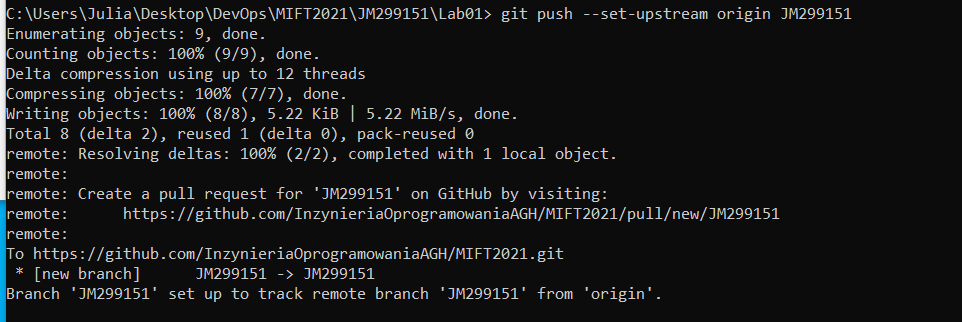 C:\Users\Julia\Desktop\DevOps\MIFT2021\JM299151\Lab01> git push --set-upstream origin JM299151
Enumerating objects: 9, done.
Counting objects: 100% (9/9), done.
Delta compression using up to 12 threads
Compressing objects: 100% (7/7), done.
Writing objects: 100% (8/8), 5.22 KiB | 5.22 MiB/s, done.
Total 8 (delta 2), reused 1 (delta 0), pack-reused 0
remote: Resolving deltas: 100% (2/2), completed with 1 local object.
remote:
remote: Create a pull request for 'JM299151' on GitHub by visiting:
remote:      https://github.com/InzynieriaOprogramowaniaAGH/MIFT2021/pull/new/JM299151
remote:
To https://github.com/InzynieriaOprogramowaniaAGH/MIFT2021.git
 * [new branch]      JM299151 -> JM299151
Branch 'JM299151' set up to track remote branch 'JM299151' from 'origin'.